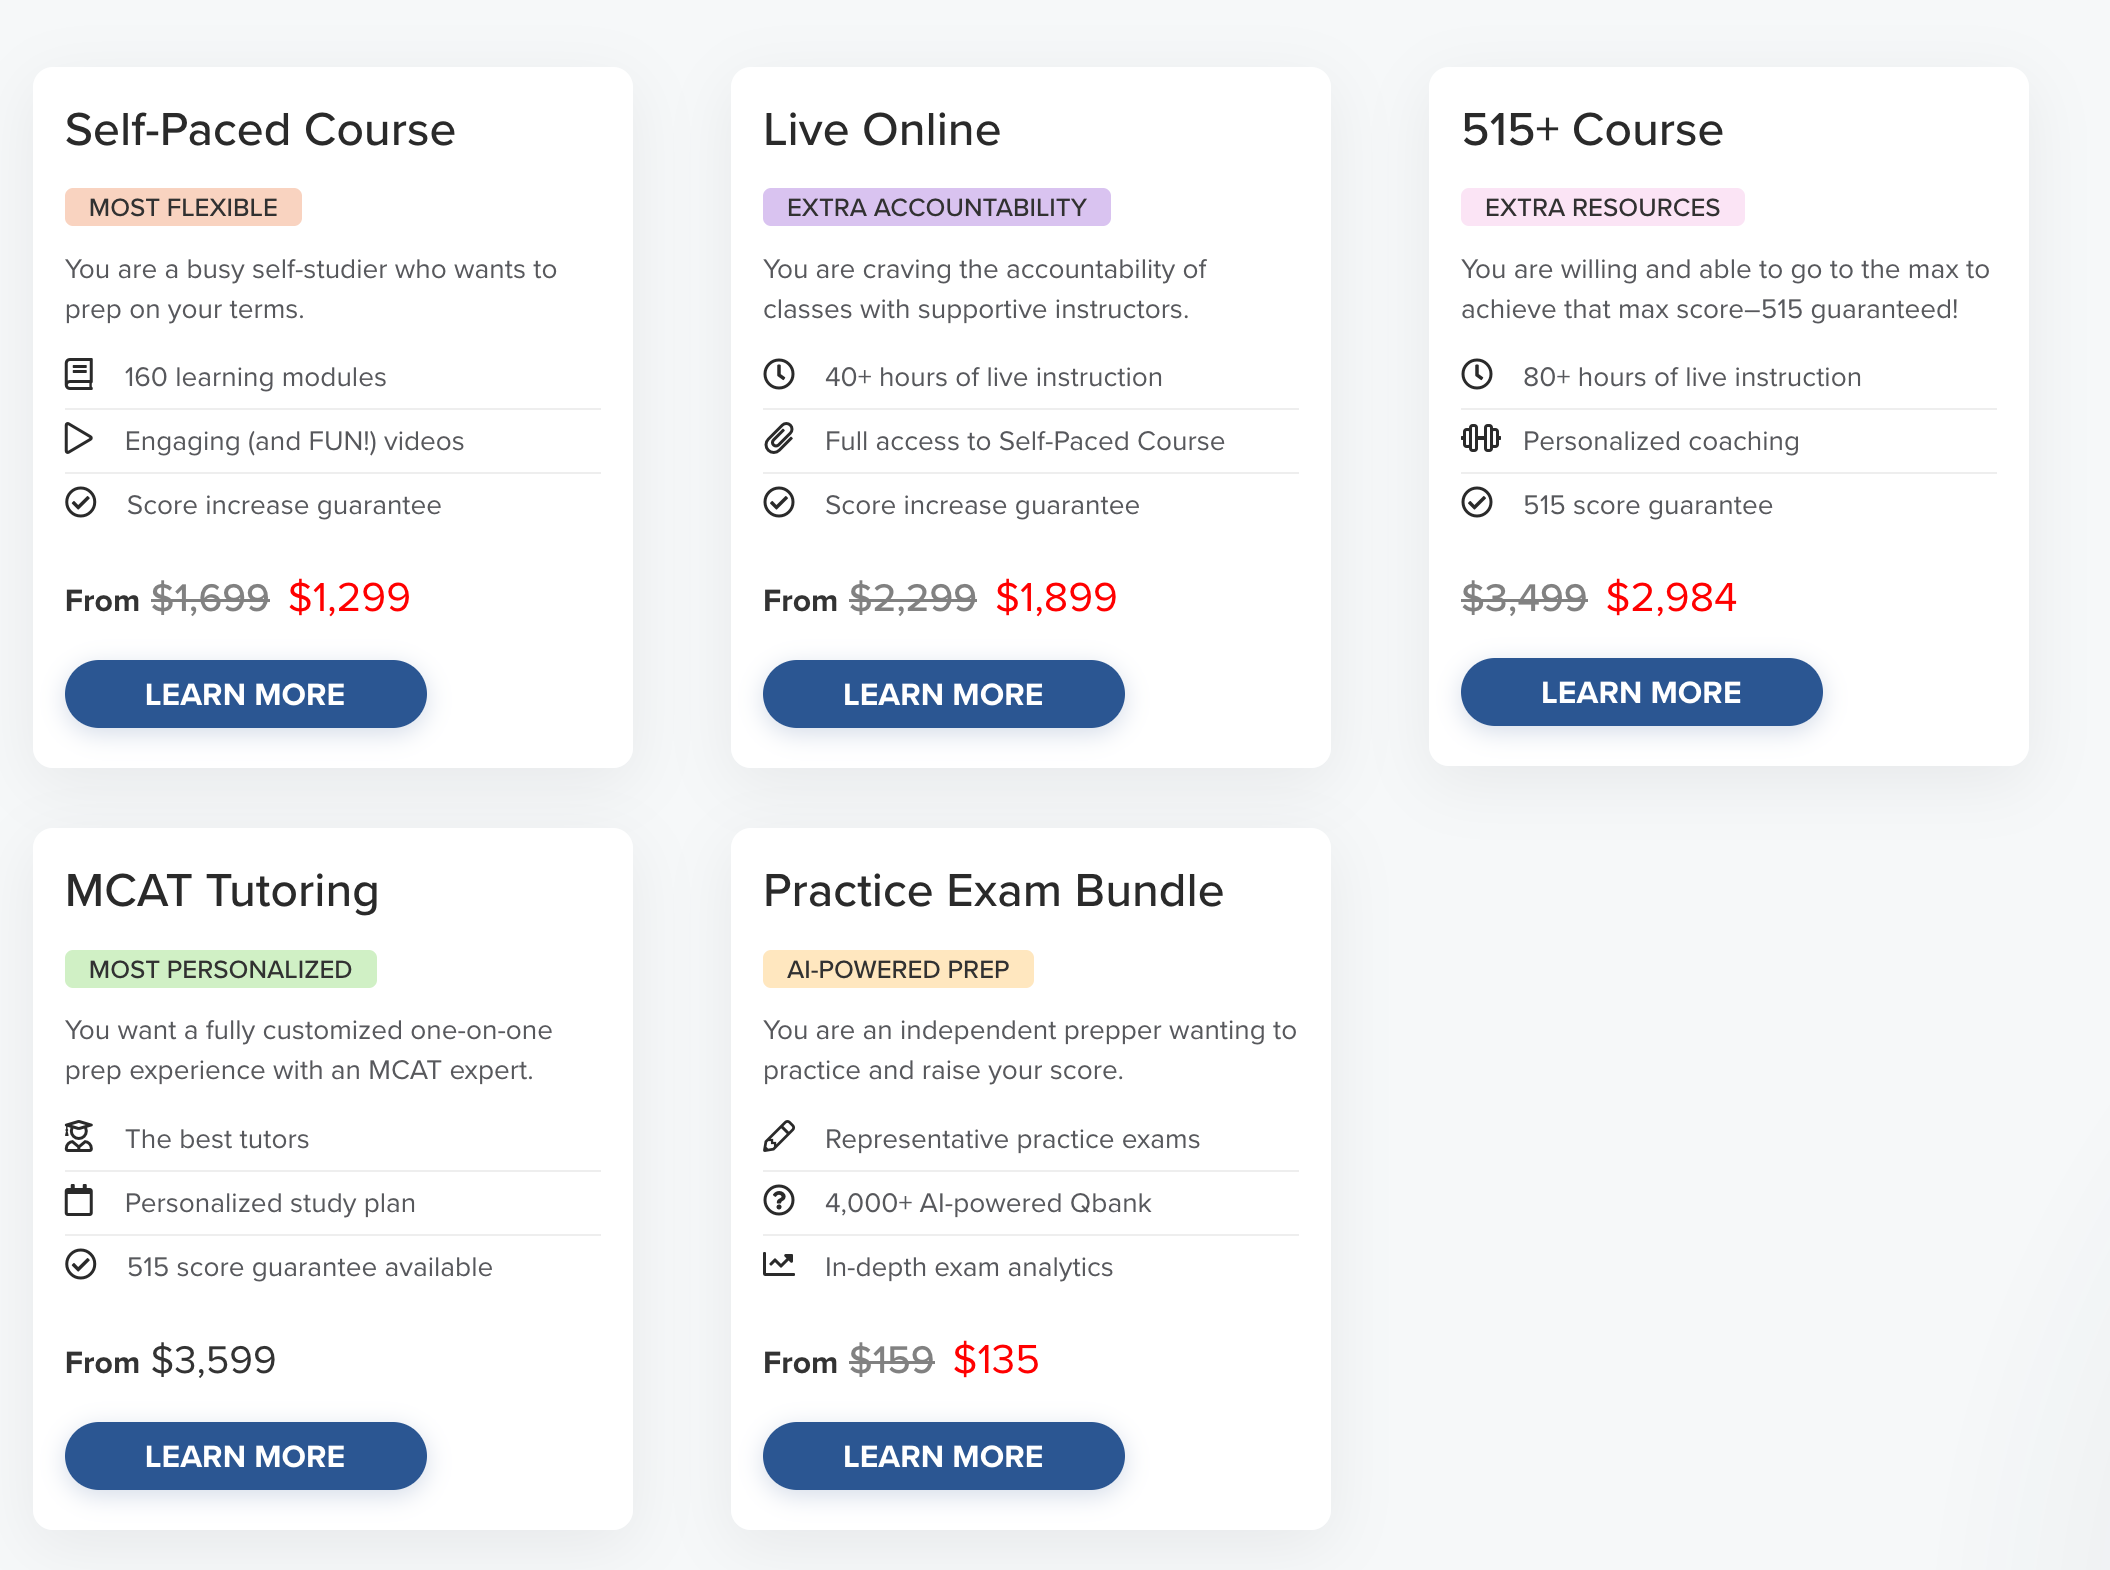 Self-Paced Course
MOST FLEXIBLE
You are a busy self-studier who wants to
prep on your terms.
160 learning modules
Engaging (and FUN!) videos
Score increase guarantee
From $1,699 $1,299
LEARN MORE
Live Online
EXTRA ACCOUNTABILITY
You are craving the accountability of
classes with supportive instructors.
40+ hours of live instruction
Full access to Self-Paced Course
Score increase guarantee
From $2,299 $1,899
LEARN MORE
515+ Course
EXTRA RESOURCES
You are willing and able to go to the max to
achieve that max score–515 guaranteed!
80+ hours of live instruction
Personalized coaching
515 score guarantee
$3,499 $2,984
LEARN MORE
MCAT Tutoring
MOST PERSONALIZED
You want a fully customized one-on-one
prep experience with an MCAT expert.
The best tutors
Personalized study plan
515 score guarantee available
From $3,599
LEARN MORE
Practice Exam Bundle
AI-POWERED PREP
You are an independent prepper wanting to
practice and raise your score.
Representative practice exams
4,000+ AI-powered Qbank
In-depth exam analytics
From $159 $135
LEARN MORE